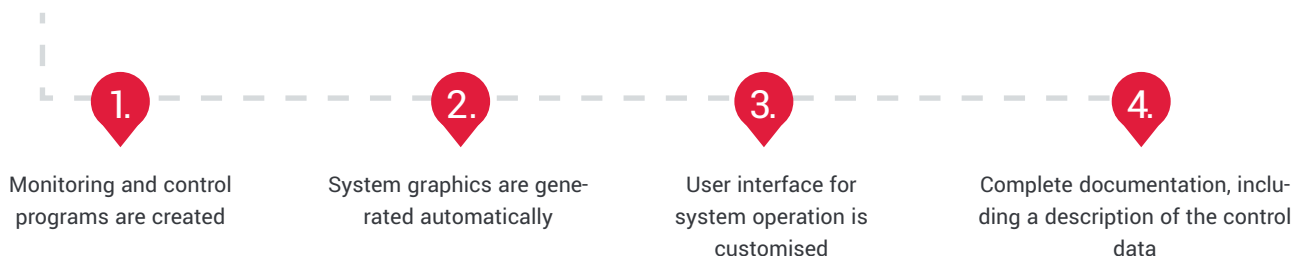 1.
Monitoring and control
programs are created
2.
System graphics are gene-
rated automatically
3.
User interface for
system operation is
customised
4.
Complete documentation, inclu-
ding a description of the control
data